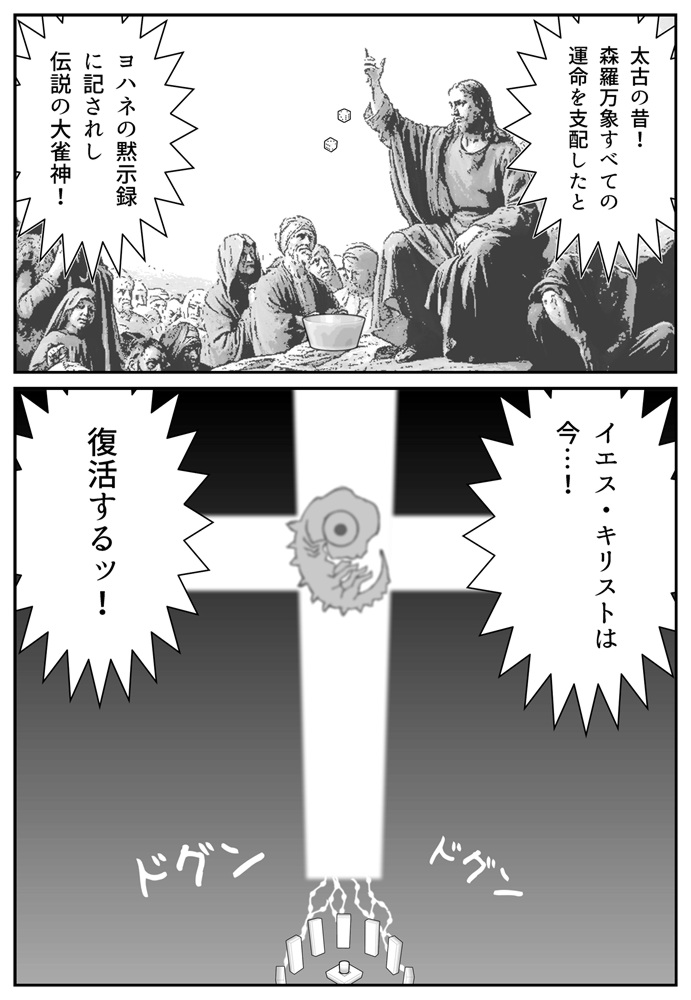 太古の昔！
森羅万象すべての
運命を支配したと
ヨハネの黙示録
に記されし
伝説の大雀神！
イエス・キリストは
今…！
復活するッ！
ドグン
ドグン